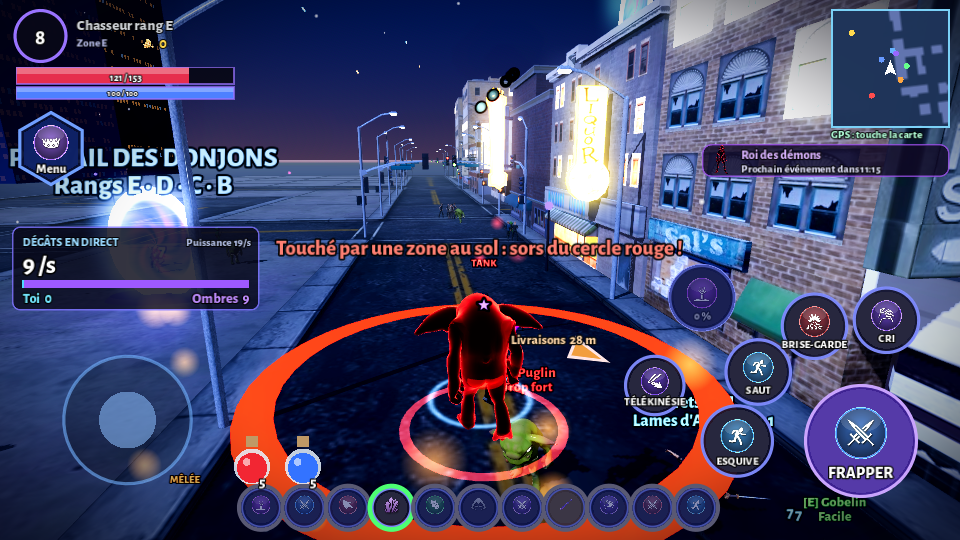 8
Chasseur rang E
Zone E
0
121/153
100/100
Menu
AIL DES DONJONS
Rangs E · D · C · B
DÉGÂTS EN DIRECT
Puissance 19/s
9 /s
Toi 0
Ombres 9
GPS · touche la carte
Roi des démons
Prochain événement dans 11:15
LIQUOR
Sal's
Touché par une zone au sol : sors du cercle rouge !
TANK
Livraisons 28 m
Puglin
Trop fort
0 %
BRISE-GARDE
CRI
SAUT
TÉLÉKINÉSIE
Lames d'A
ESQUIVE
FRAPPER
MÊLÉE
5
5
[E] Gobelin
77
Facile